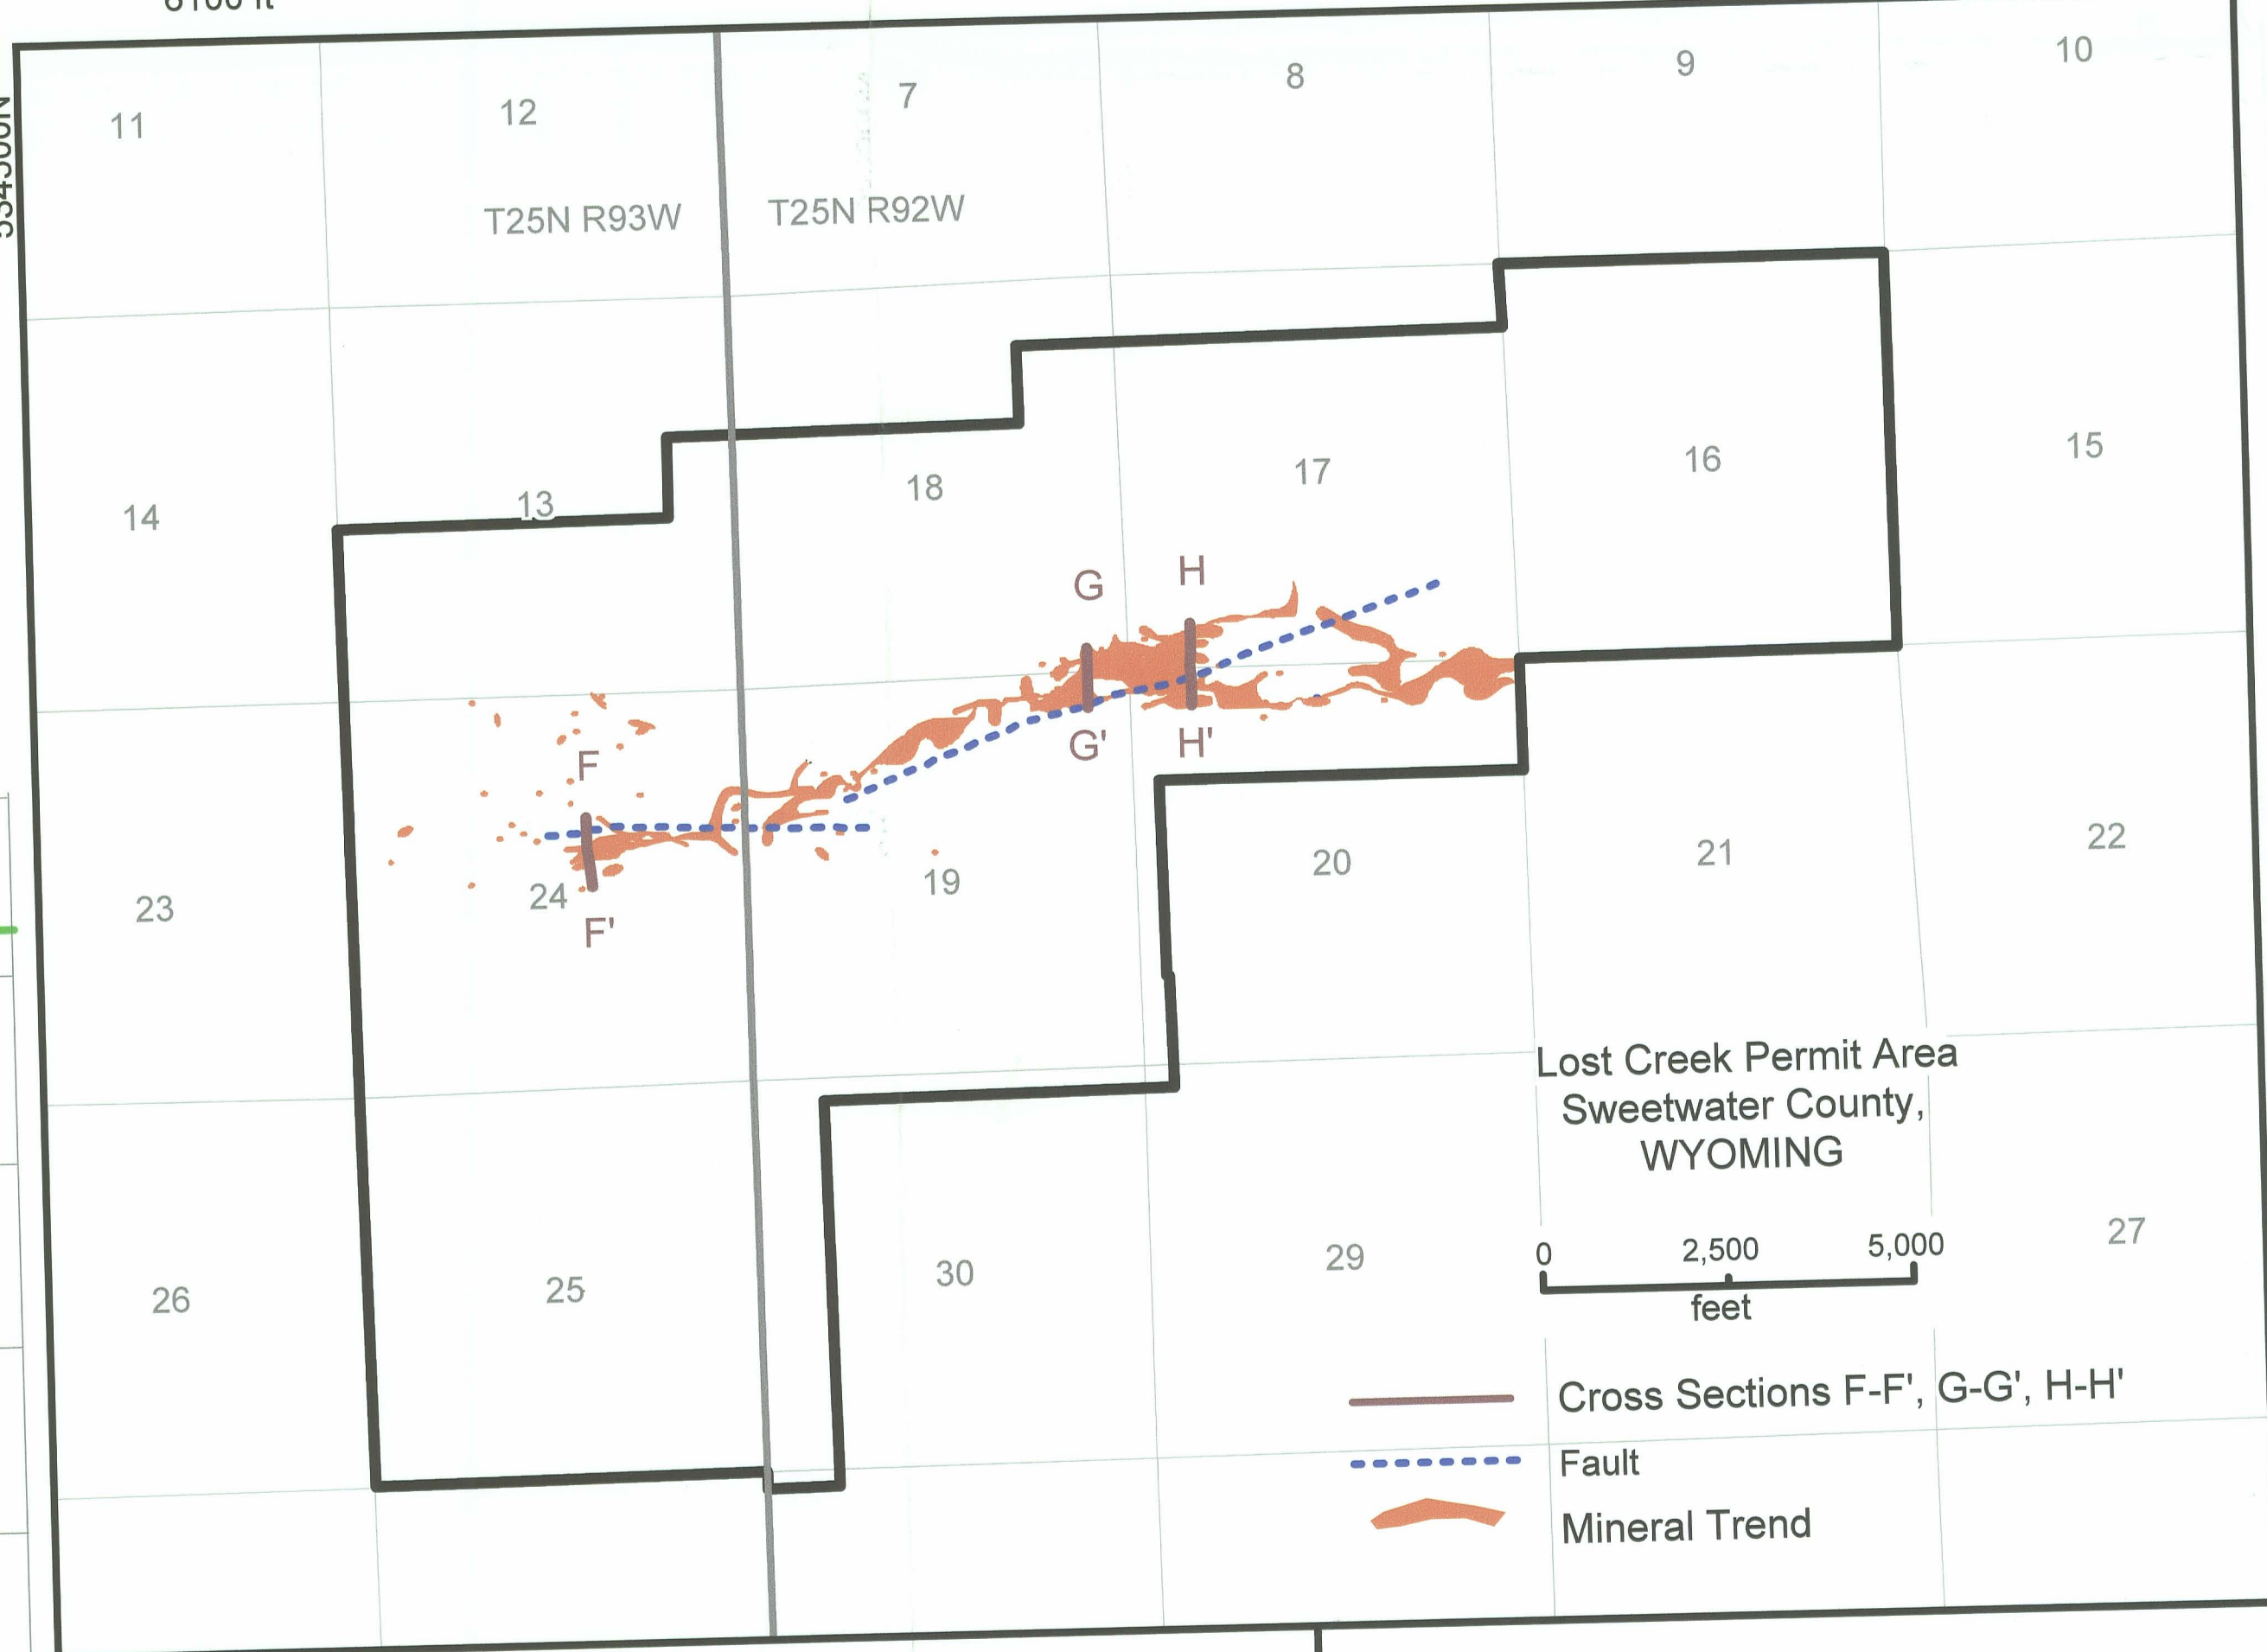 11
12
7
8
9
10
T25N R93W
T25N R92W
14
13
18
17
16
15
G
H
G'
H'
F
F'
23
24
19
20
21
22
Lost Creek Permit Area
Sweetwater County,
WYOMING
0 2,500 5,000
feet
26
25
30
29
27
Cross Sections F-F', G-G', H-H'
Fault
Mineral Trend